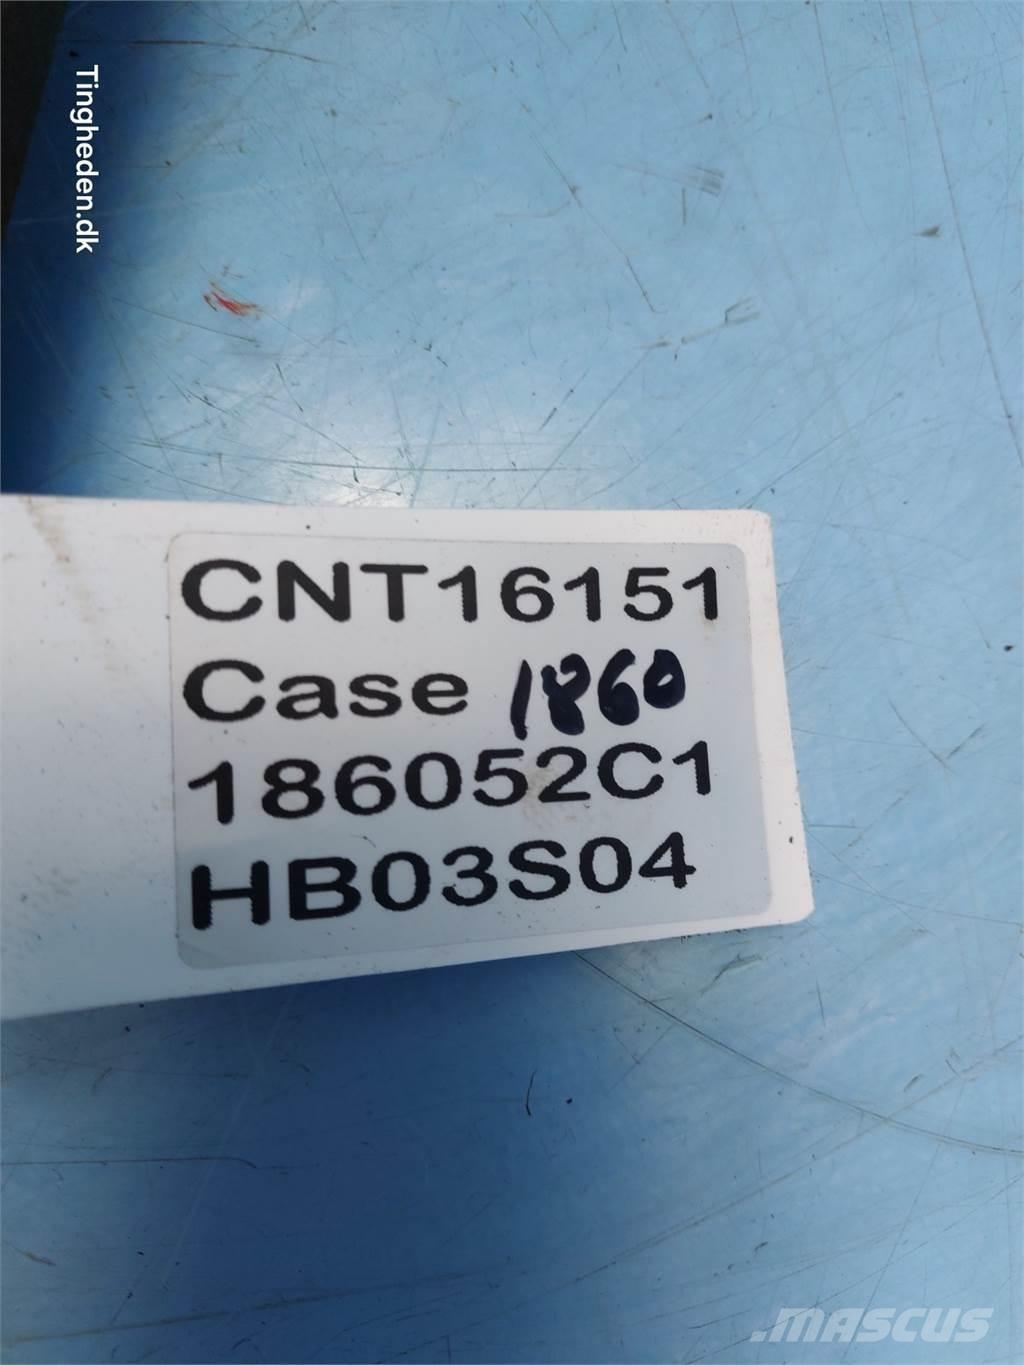 Tingheden.dk
CNT16151
Case 1860
186052C1
HB03S04
.MASCUS